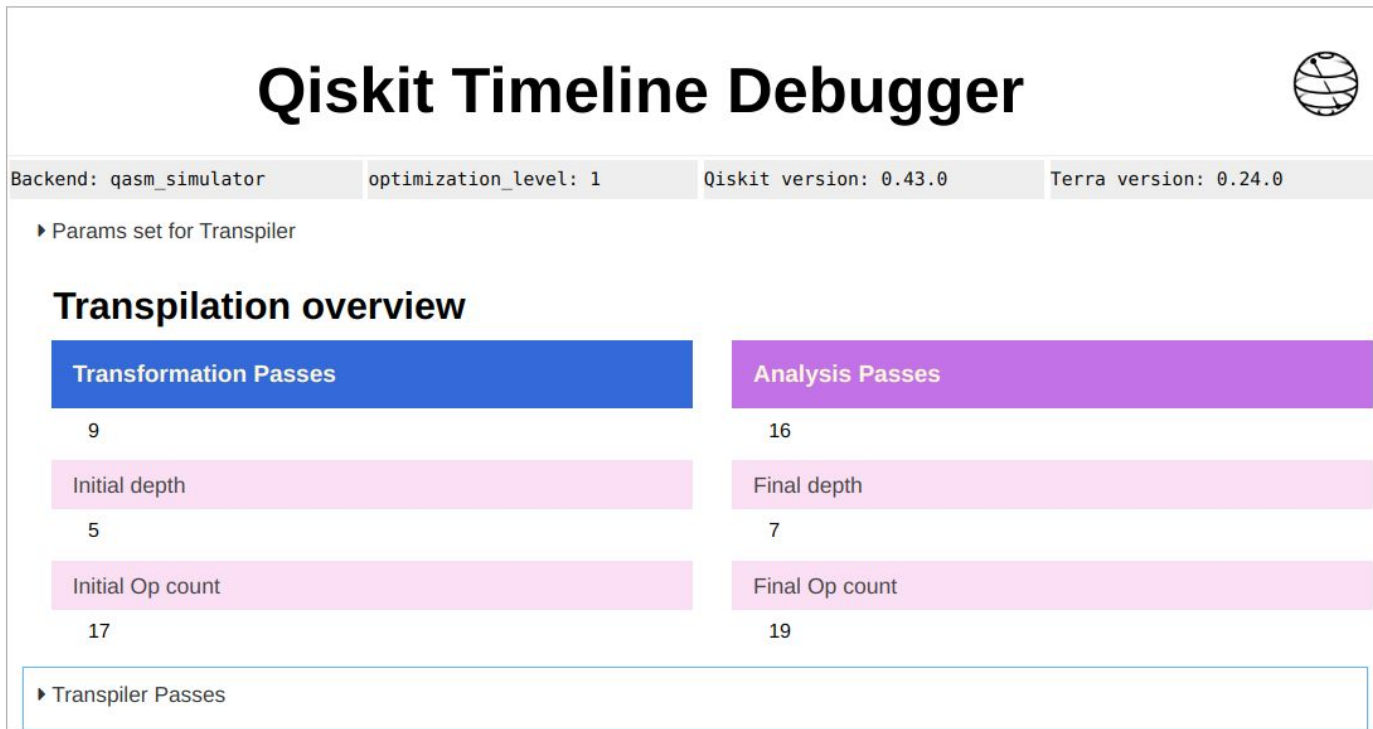 Qiskit Timeline Debugger
Backend: qasm_simulator optimization_level: 1 Qiskit version: 0.43.0 Terra version: 0.24.0
Params set for Transpiler
Transpilation overview
Transformation Passes Analysis Passes
9 16
Initial depth Final depth
5 7
Initial Op count Final Op count
17 19
Transpiler Passes